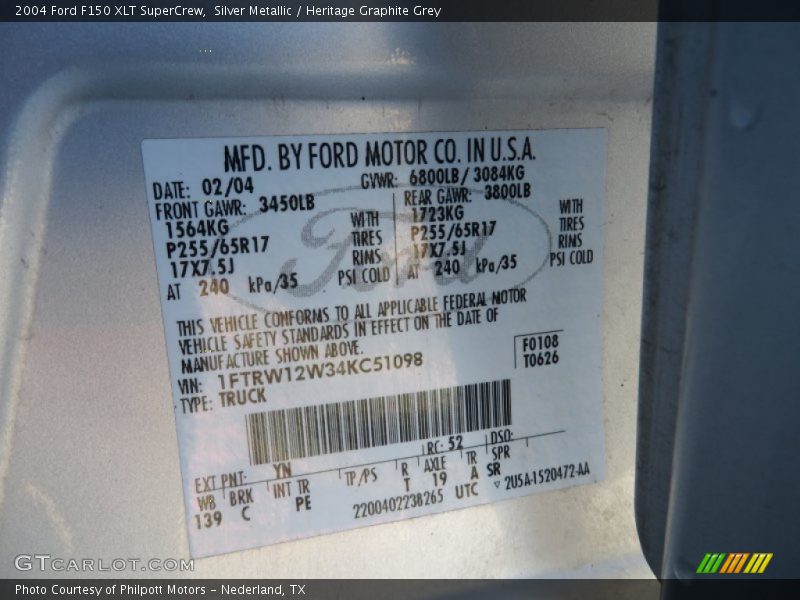 2004 Ford F150 XLT SuperCrew, Silver Metallic / Heritage Graphite Grey
MFD. BY FORD MOTOR CO. IN U.S.A.
DATE: 02/04 GVWR: 6800LB/ 3084KG
FRONT GAWR: 3450LB REAR GAWR: 3800LB
1564KG WITH 1723KG WITH
P255/65R17 TIRES P255/65R17 TIRES
17X7.5J RIMS 17X7.5J RIMS
AT 240 kPa/35 PSI COLD AT 240 kPa/35 PSI COLD
Ford
THIS VEHICLE CONFORMS TO ALL APPLICABLE FEDERAL MOTOR
VEHICLE SAFETY STANDARDS IN EFFECT ON THE DATE OF
MANUFACTURE SHOWN ABOVE.
VIN: 1FTRW12W34KC51098 F0108
TYPE: TRUCK T0626
EXT PNT: YN RC: 52 DSO:
WB BRK INT TR TP/PS R AXLE TR SPR
139 C PE T 19 A SR
2200402238265 UTC ▽ 2U5A-1520472-AA
GTCarLot.com
Photo Courtesy of Philpott Motors - Nederland, TX